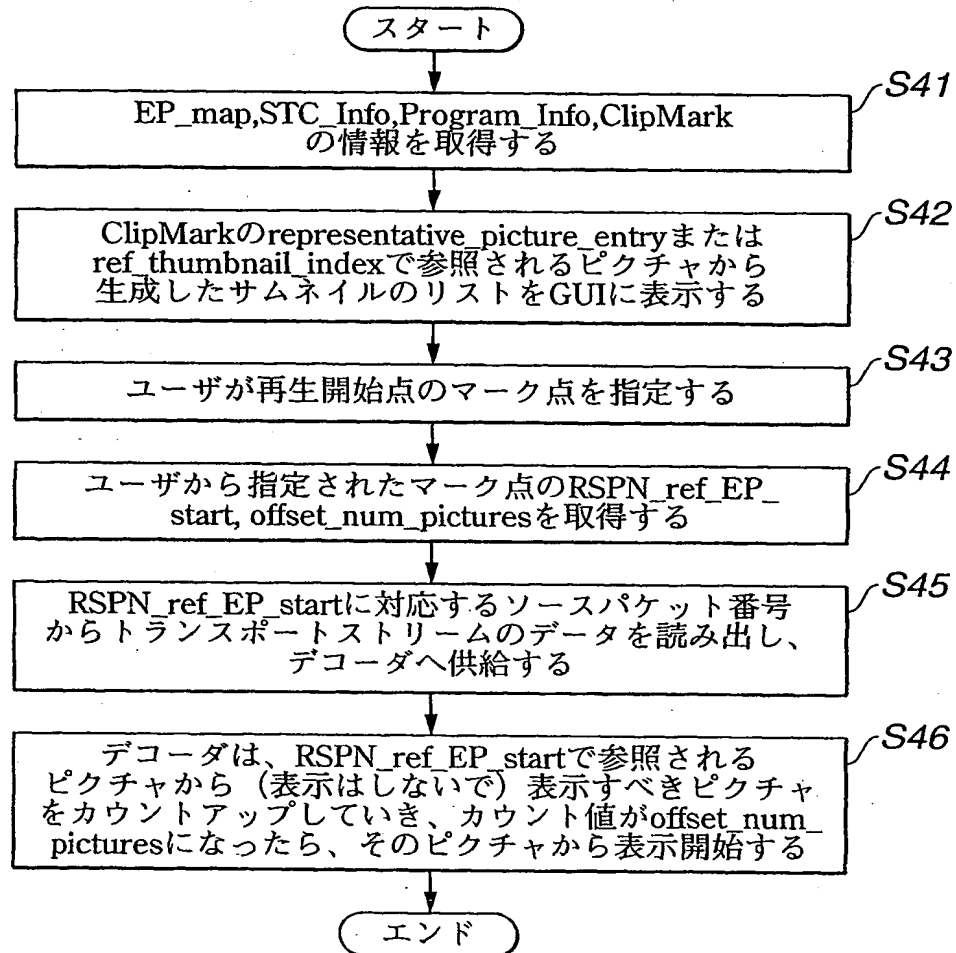 スタート
S41
EP_map,STC_Info,Program_Info,ClipMark
の情報を取得する
S42
ClipMarkのrepresentative_picture_entryまたは
ref_thumbnail_indexで参照されるピクチャから
生成したサムネイルのリストをGUIに表示する
S43
ユーザが再生開始点のマーク点を指定する
S44
ユーザから指定されたマーク点のRSPN_ref_EP_
start, offset_num_picturesを取得する
S45
RSPN_ref_EP_startに対応するソースパケット番号
からトランスポートストリームのデータを読み出し、
デコーダへ供給する
S46
デコーダは、RSPN_ref_EP_startで参照される
ピクチャから（表示はしないで）表示すべきピクチャ
をカウントアップしていき、カウント値がoffset_num_
picturesになったら、そのピクチャから表示開始する
エンド